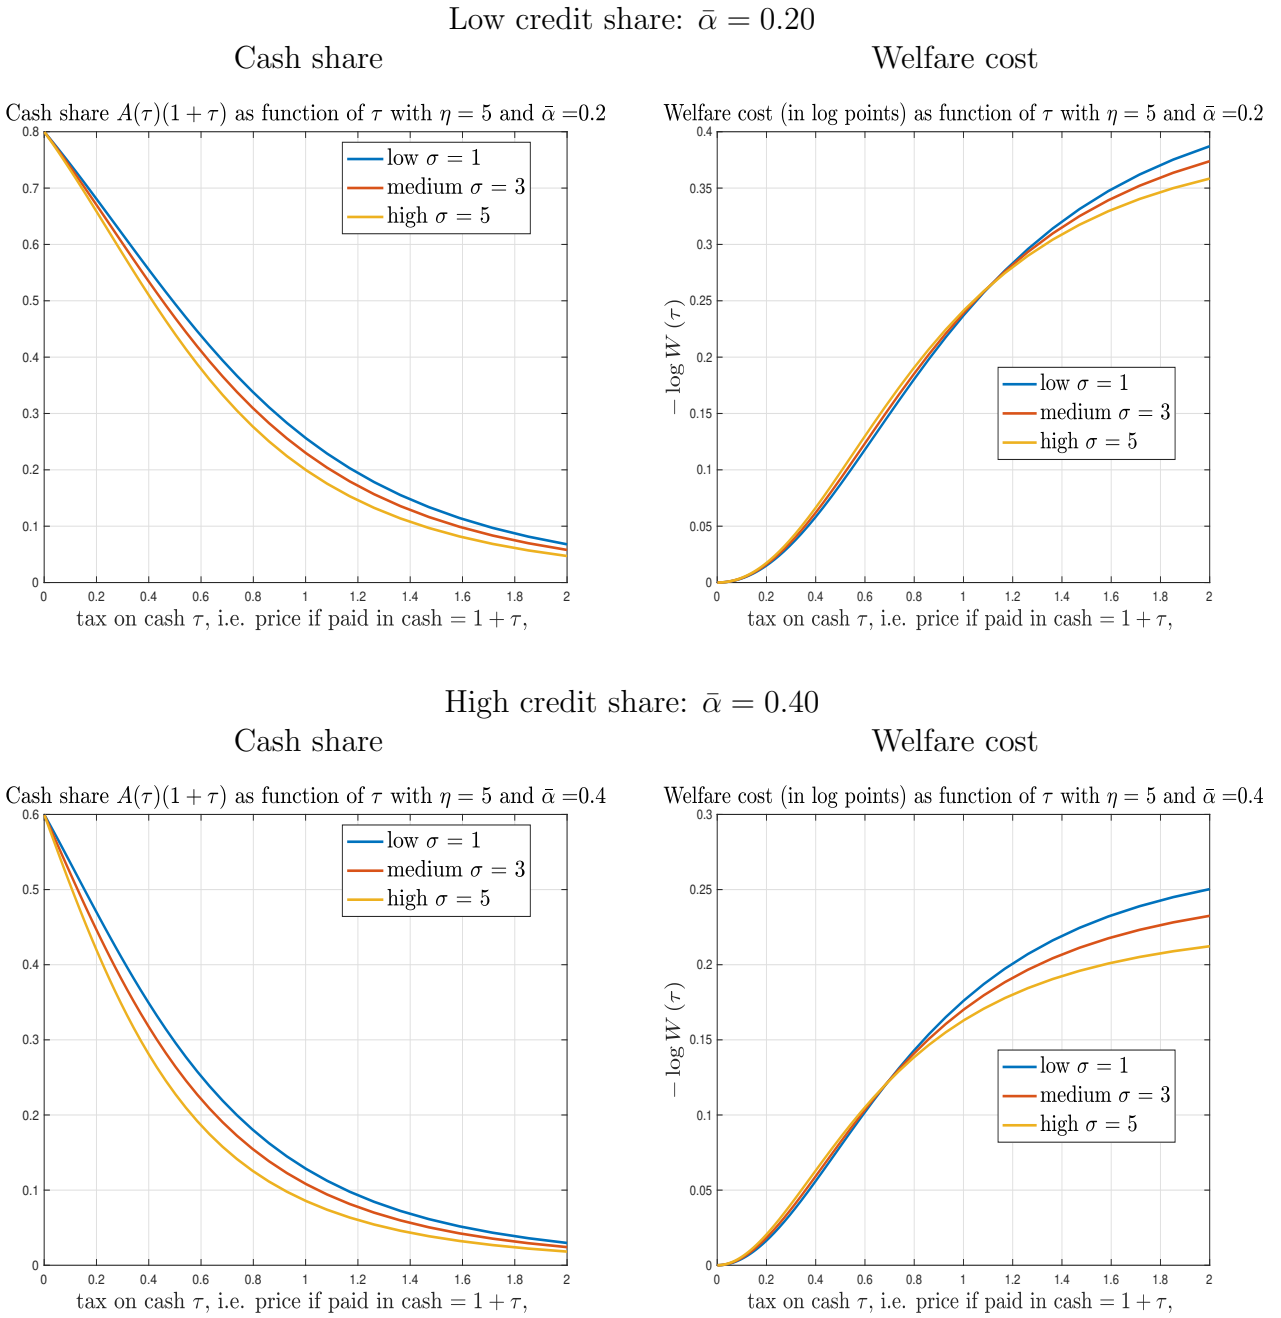 Low credit share: ᾱ = 0.20
Cash share
Welfare cost
Cash share A(τ)(1 + τ) as function of τ with η = 5 and ᾱ =0.2
0.8
0.7
0.6
0.5
0.4
0.3
0.2
0.1
0
low σ = 1
medium σ = 3
high σ = 5
0 0.2 0.4 0.6 0.8 1 1.2 1.4 1.6 1.8 2
tax on cash τ, i.e. price if paid in cash = 1 + τ,
Welfare cost (in log points) as function of τ with η = 5 and ᾱ =0.2
0.4
0.35
0.3
0.25
0.2
0.15
0.1
0.05
0
− log W (τ)
low σ = 1
medium σ = 3
high σ = 5
0 0.2 0.4 0.6 0.8 1 1.2 1.4 1.6 1.8 2
tax on cash τ, i.e. price if paid in cash = 1 + τ,
High credit share: ᾱ = 0.40
Cash share
Welfare cost
Cash share A(τ)(1 + τ) as function of τ with η = 5 and ᾱ =0.4
0.6
0.5
0.4
0.3
0.2
0.1
0
low σ = 1
medium σ = 3
high σ = 5
0 0.2 0.4 0.6 0.8 1 1.2 1.4 1.6 1.8 2
tax on cash τ, i.e. price if paid in cash = 1 + τ,
Welfare cost (in log points) as function of τ with η = 5 and ᾱ =0.4
0.3
0.25
0.2
0.15
0.1
0.05
0
− log W (τ)
low σ = 1
medium σ = 3
high σ = 5
0 0.2 0.4 0.6 0.8 1 1.2 1.4 1.6 1.8 2
tax on cash τ, i.e. price if paid in cash = 1 + τ,